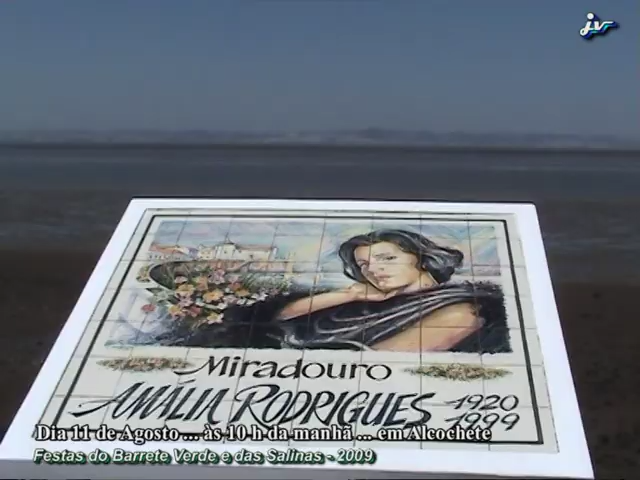 jv
Miradouro
AMÁLIA RODRIGUES 1920
1999
Dia 11 de Agosto ... às 10 h da manhã ... em Alcochete
Festas do Barrete Verde e das Salinas - 2009